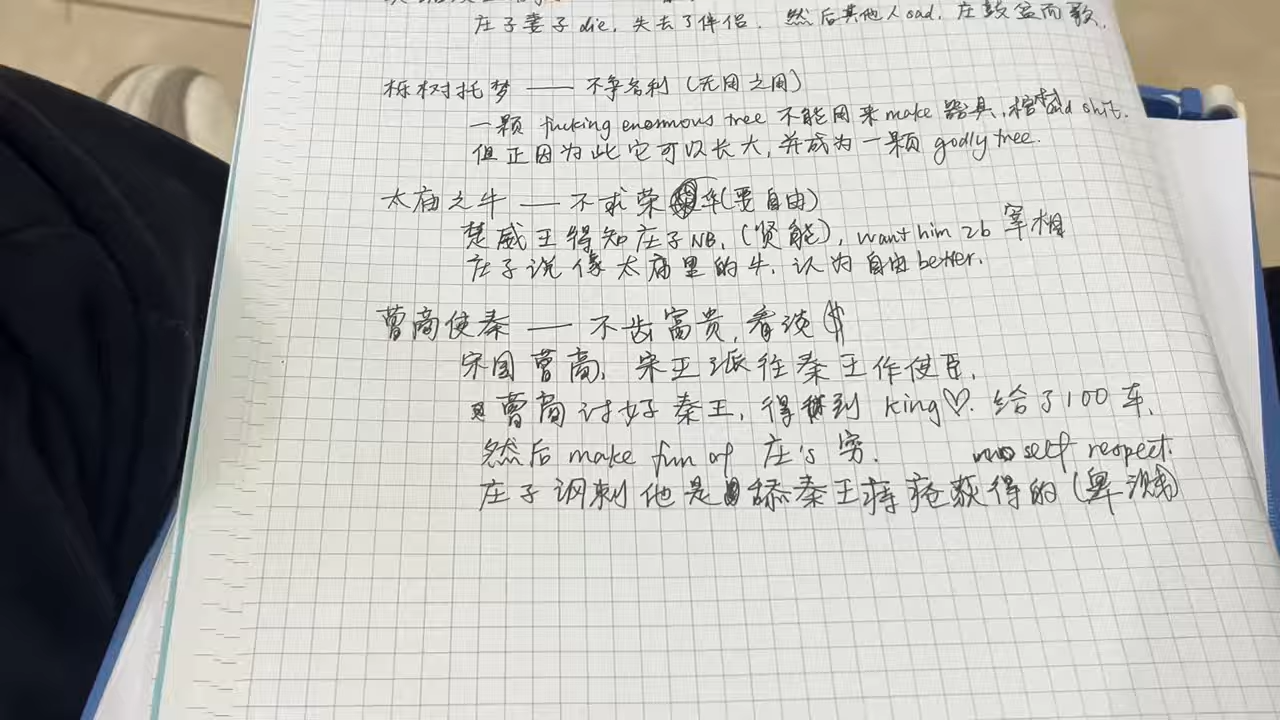 庄子妻子die，失去了伴侣。然后其他人sad，庄鼓盆而歌。
栎树托梦 —— 不争名利（无用之用）
一颗 fucking enormous tree 不能用来make 器具，棺材and shit.
但正因为此它可以长大，并成为一颗 godly tree.
太庙之牛 —— 不求荣华（要自由）
楚威王得知庄子NB，（贤能），want him 2b 宰相
庄子说像太庙里的牛，认为自由better.
曹商使秦 —— 不齿富贵，看淡$
宋国曹商，宋王派往秦王作使臣，
曹商讨好秦王，得到 king♡. 给了100车，
然后 make fun of 庄's 穷.
no self respect.
庄子讽刺他是舔秦王痔疮获得的（卑贱）